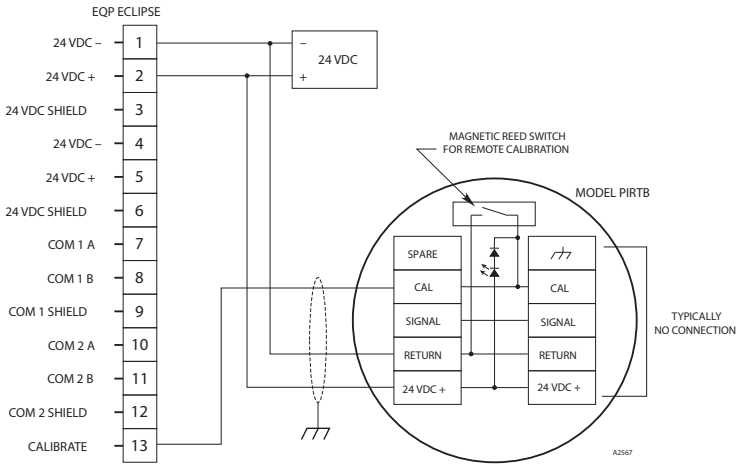 EQP ECLIPSE
24 VDC – 1
24 VDC + 2
24 VDC SHIELD 3
24 VDC – 4
24 VDC + 5
24 VDC SHIELD 6
COM 1 A 7
COM 1 B 8
COM 1 SHIELD 9
COM 2 A 10
COM 2 B 11
COM 2 SHIELD 12
CALIBRATE 13
–
24 VDC
+
MAGNETIC REED SWITCH
FOR REMOTE CALIBRATION
MODEL PIRTB
SPARE
CAL
SIGNAL
RETURN
24 VDC +
CAL
SIGNAL
RETURN
24 VDC +
TYPICALLY
NO CONNECTION
A2567